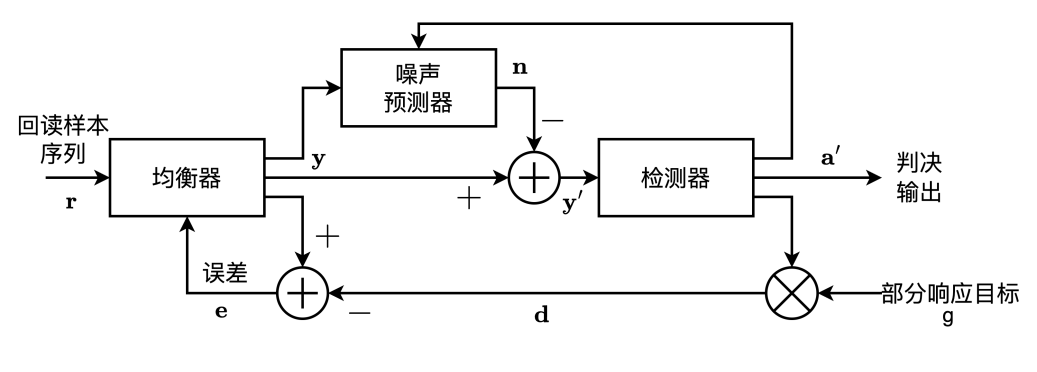 噪声
预测器
n
−
回读样本
序列
r
均衡器
y
+
y′
检测器
a′
判决
输出
+
误差
e
−
d
部分响应目标
g